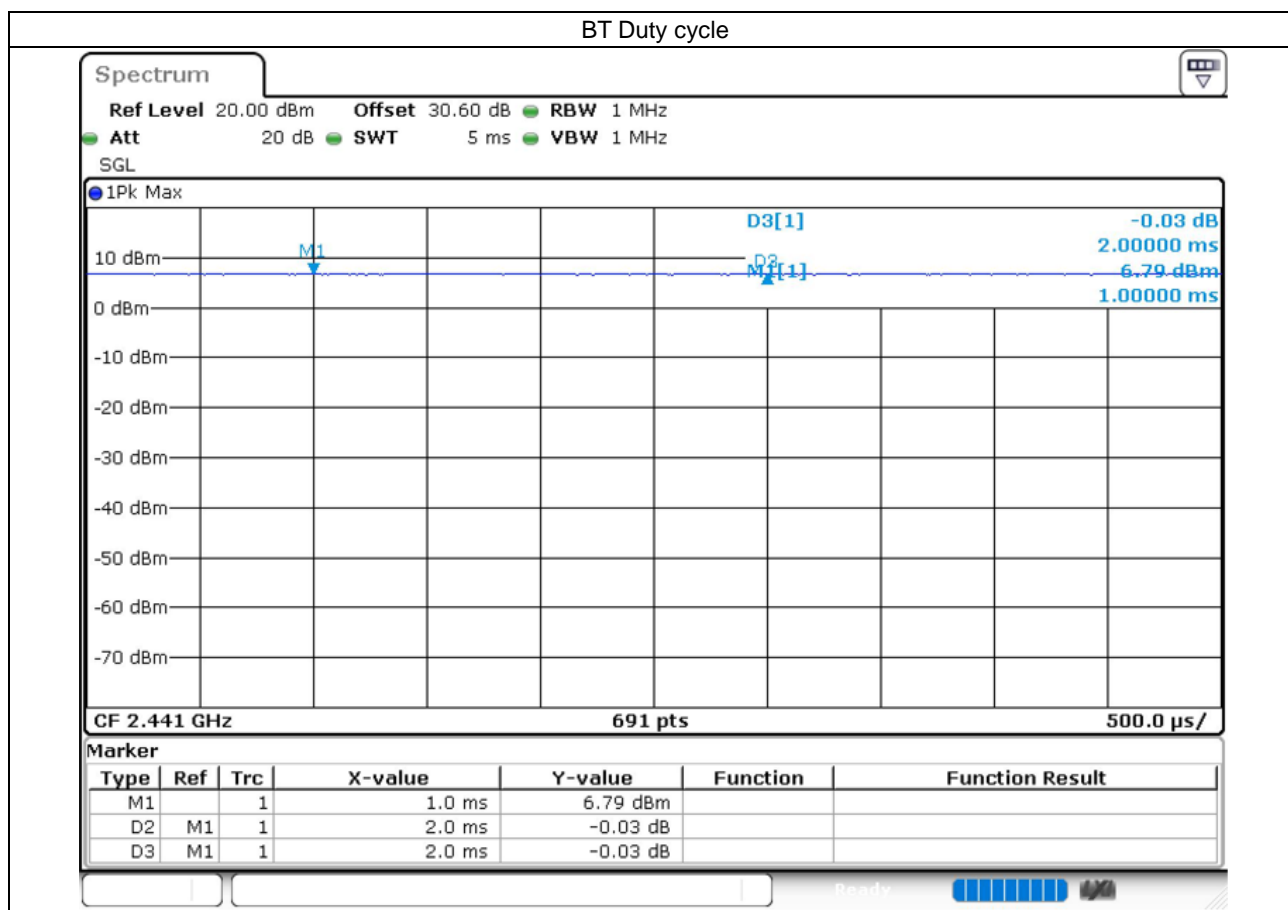 BT Duty cycle
Spectrum
Ref Level 20.00 dBm Offset 30.60 dB RBW 1 MHz
Att 20 dB SWT 5 ms VBW 1 MHz
SGL
1Pk Max
D3[1] -0.03 dB
2.00000 ms
M1[1] 6.79 dBm
1.00000 ms
M1
D3
10 dBm
0 dBm
-10 dBm
-20 dBm
-30 dBm
-40 dBm
-50 dBm
-60 dBm
-70 dBm
CF 2.441 GHz 691 pts 500.0 µs/
Marker
Type Ref Trc X-value Y-value Function Function Result
M1 1 1.0 ms 6.79 dBm
D2 M1 1 2.0 ms -0.03 dB
D3 M1 1 2.0 ms -0.03 dB
Ready